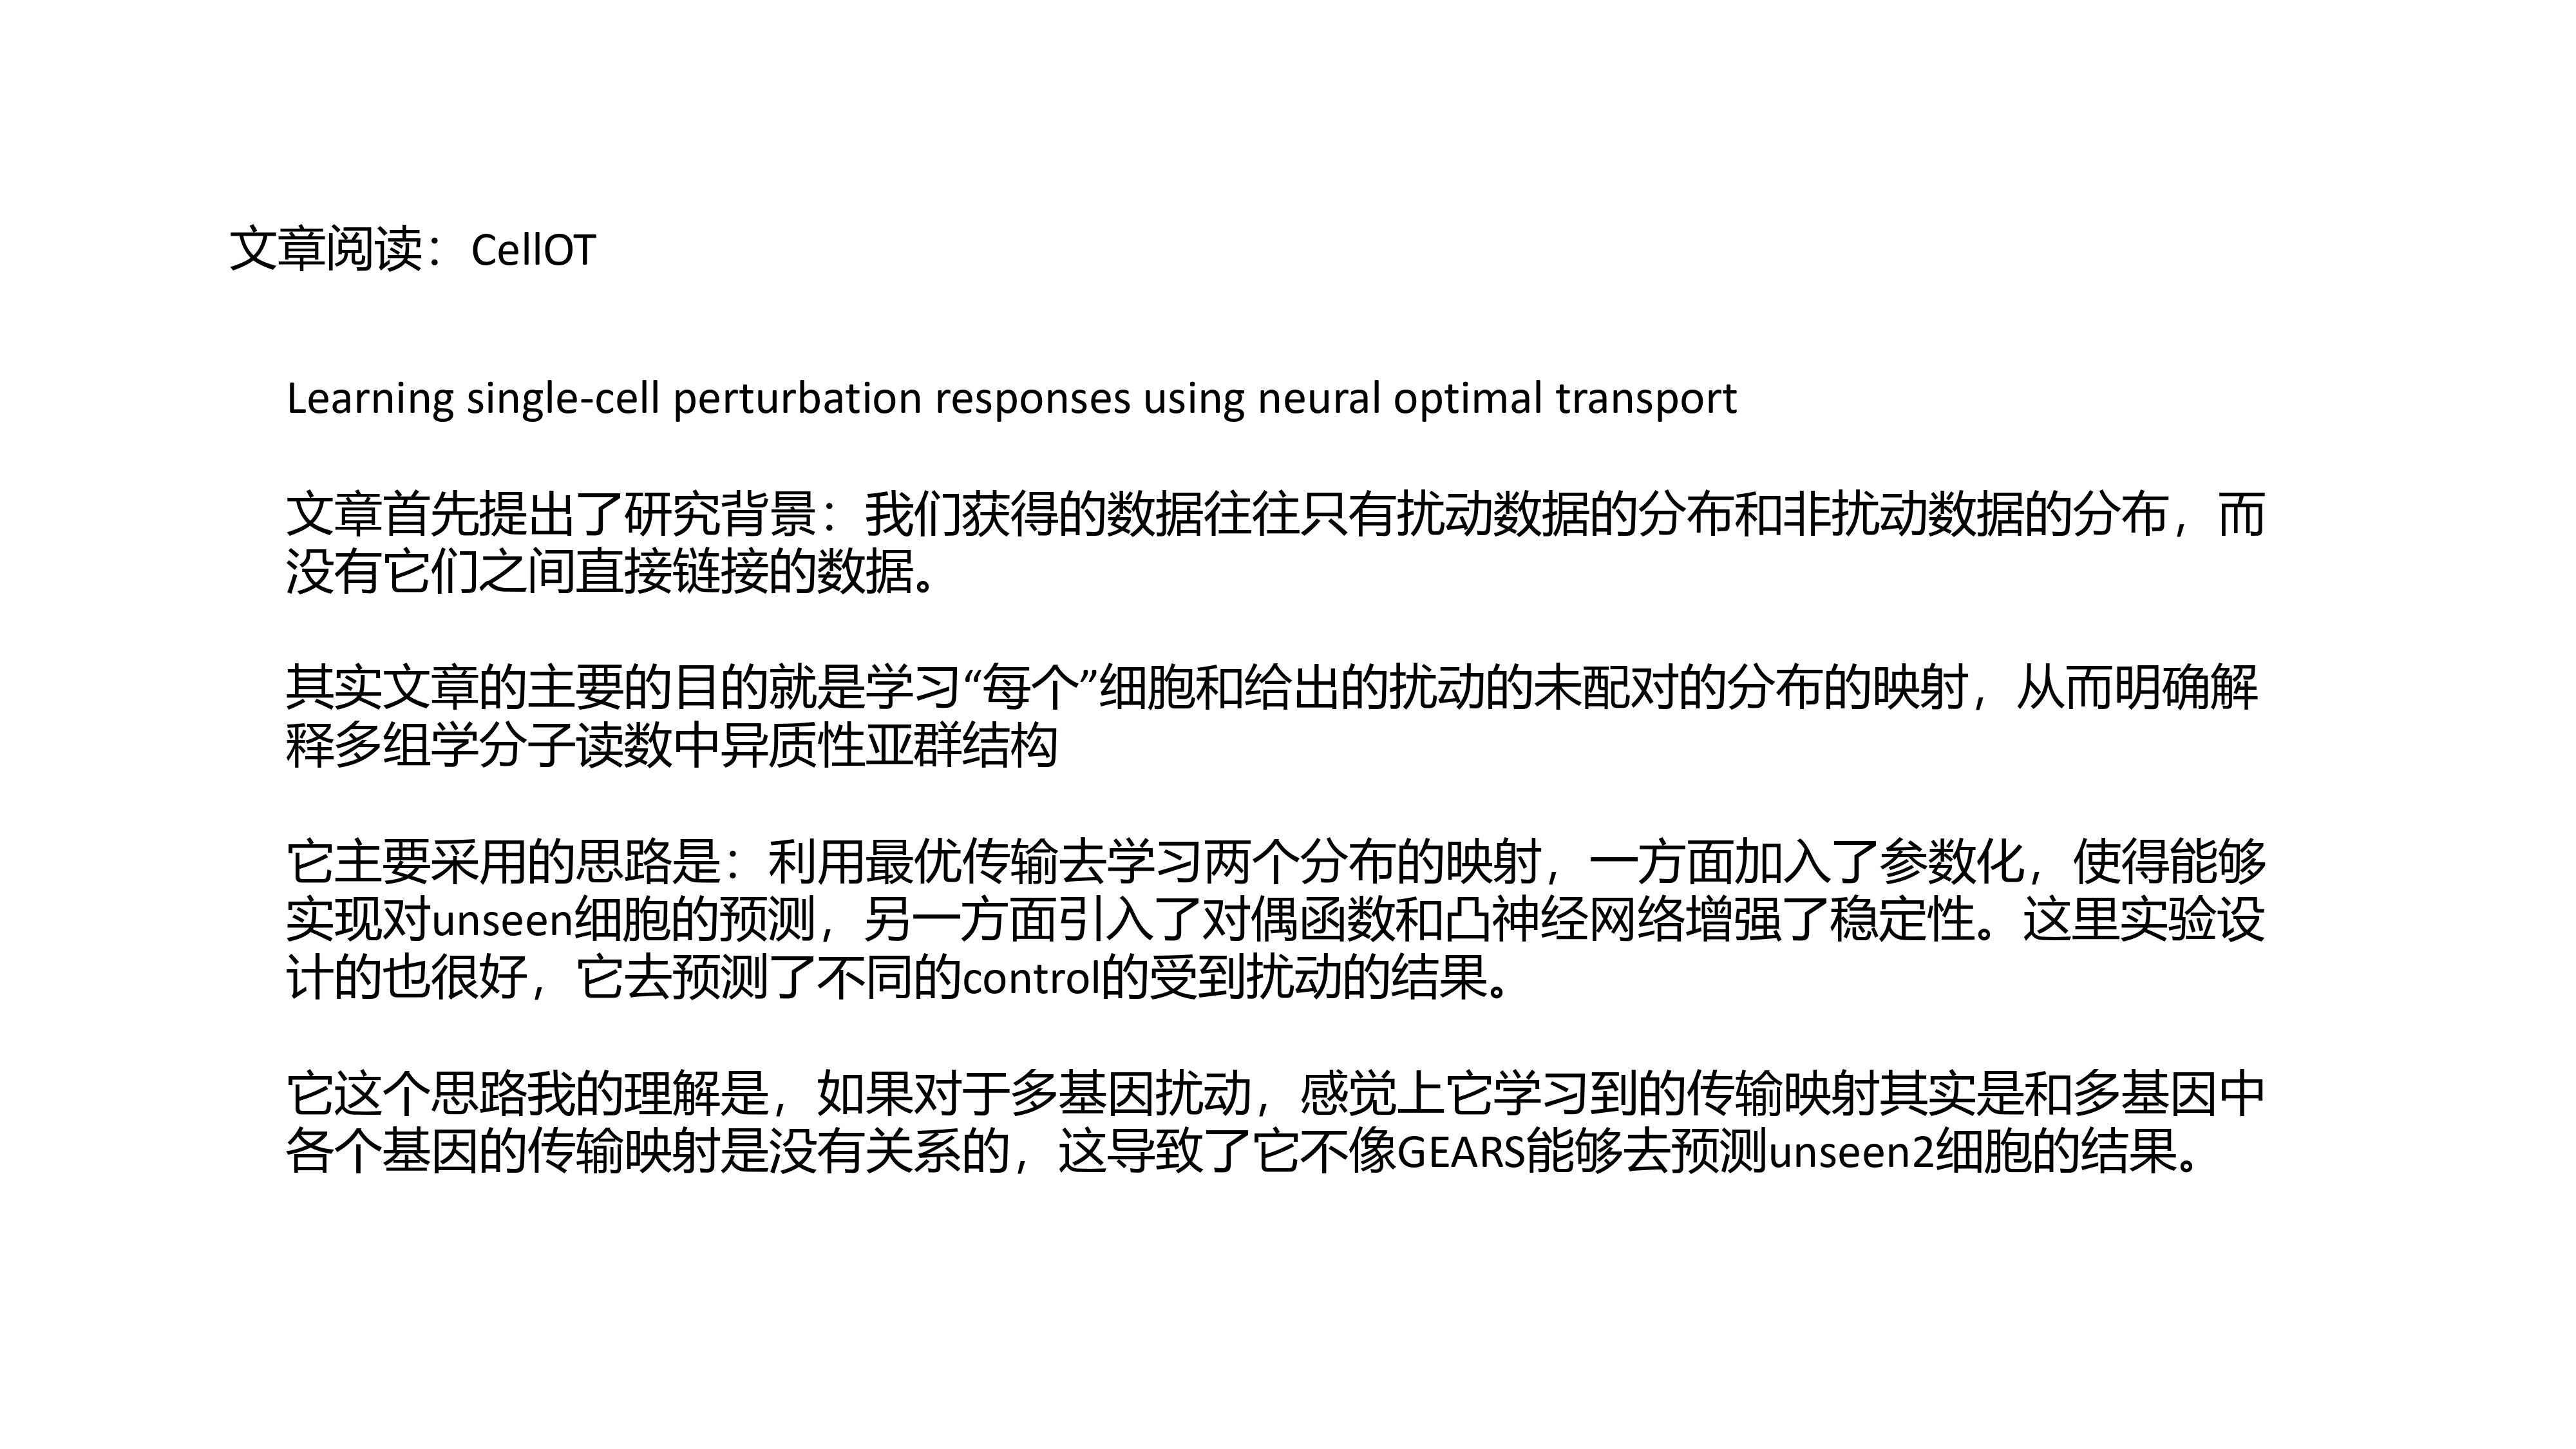 文章阅读：CellOT
Learning single-cell perturbation responses using neural optimal transport
文章首先提出了研究背景：我们获得的数据往往只有扰动数据的分布和非扰动数据的分布，而
没有它们之间直接链接的数据。
其实文章的主要的目的就是学习“每个”细胞和给出的扰动的未配对的分布的映射，从而明确解
释多组学分子读数中异质性亚群结构
它主要采用的思路是：利用最优传输去学习两个分布的映射，一方面加入了参数化，使得能够
实现对unseen细胞的预测，另一方面引入了对偶函数和凸神经网络增强了稳定性。这里实验设
计的也很好，它去预测了不同的control的受到扰动的结果。
它这个思路我的理解是，如果对于多基因扰动，感觉上它学习到的传输映射其实是和多基因中
各个基因的传输映射是没有关系的，这导致了它不像GEARS能够去预测unseen2细胞的结果。